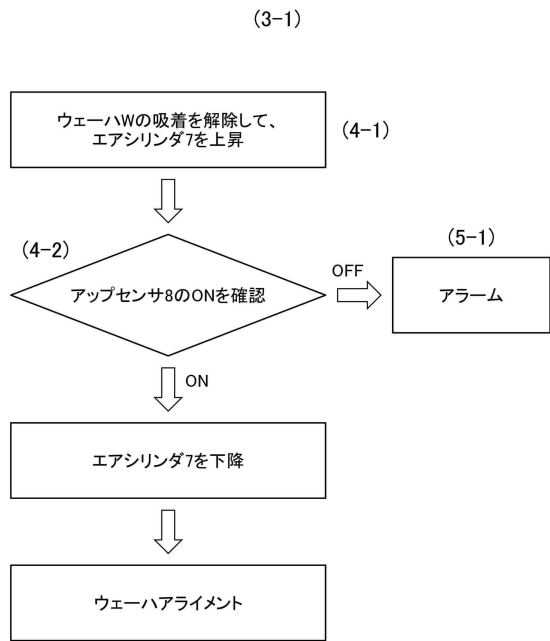 (3-1)
ウェーハWの吸着を解除して、
エアシリンダ7を上昇
(4-1)
(4-2)
アップセンサ8のONを確認
OFF
(5-1)
アラーム
ON
エアシリンダ7を下降
ウェーハアライメント